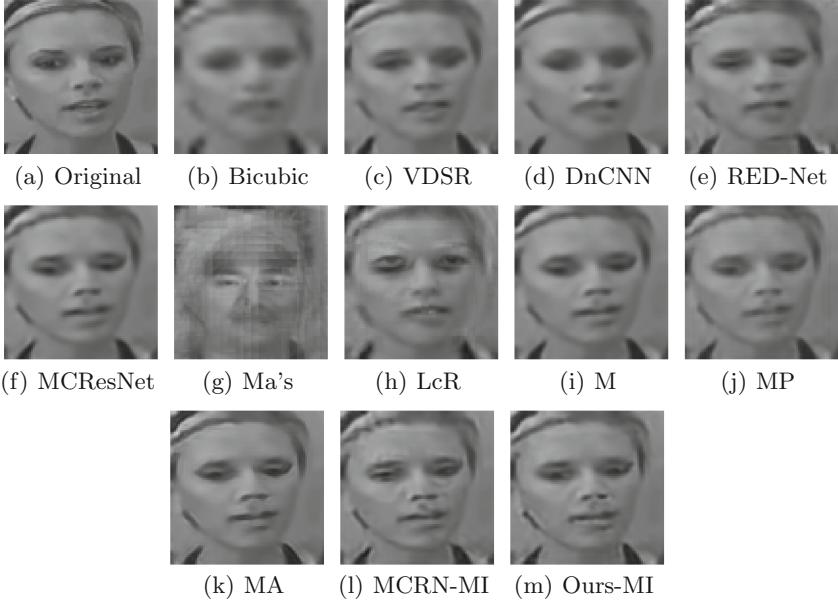 (a) Original (b) Bicubic (c) VDSR (d) DnCNN (e) RED-Net
(f) MCResNet (g) Ma's (h) LcR (i) M (j) MP
(k) MA (l) MCRN-MI (m) Ours-MI